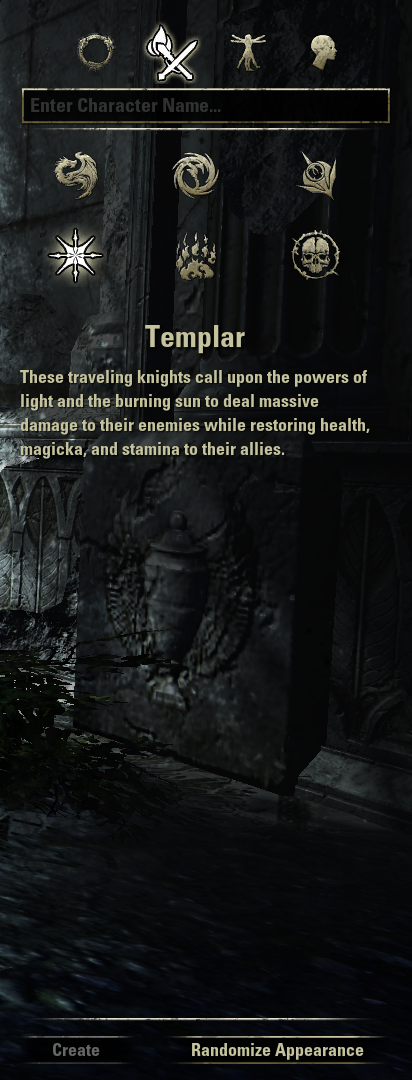 Enter Character Name...
Templar
These traveling knights call upon the powers of
light and the burning sun to deal massive
damage to their enemies while restoring health,
magicka, and stamina to their allies.
Create
Randomize Appearance